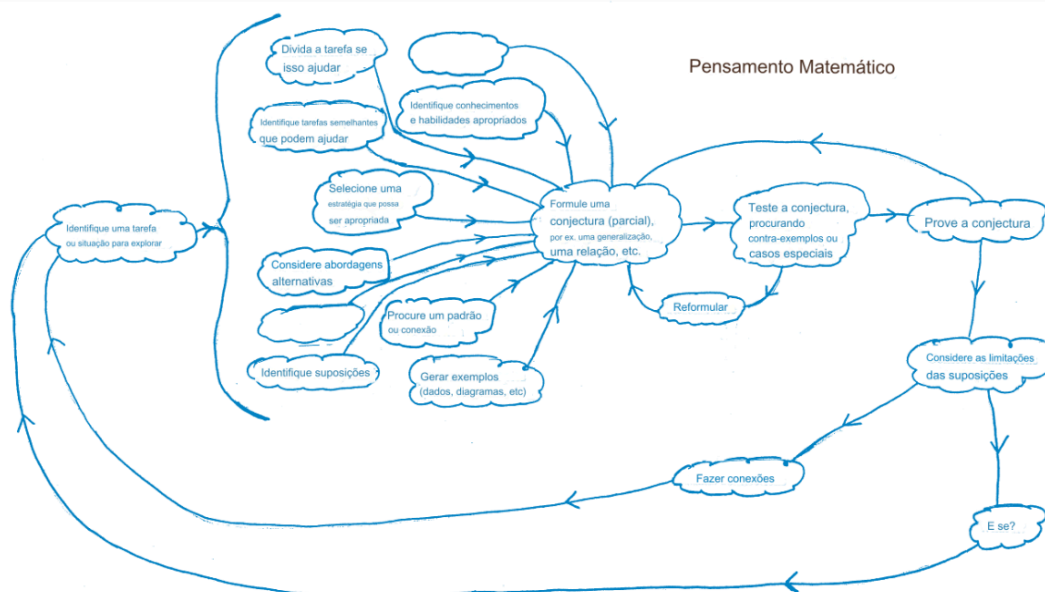 Pensamento Matemático
Divida a tarefa se
isso ajudar
Identifique conhecimentos
e habilidades apropriados
Identifique tarefas semelhantes
que podem ajudar
Selecione uma
estratégia que possa
ser apropriada
Identifique uma tarefa
ou situação para explorar
Considere abordagens
alternativas
Procure um padrão
ou conexão
Identifique suposições
Gerar exemplos
(dados, diagramas, etc)
Formule uma
conjectura (parcial),
por ex. uma generalização,
uma relação, etc.
Teste a conjectura,
procurando
contra-exemplos ou
casos especiais
Reformular
Prove a conjectura
Considere as limitações
das suposições
Fazer conexões
E se?